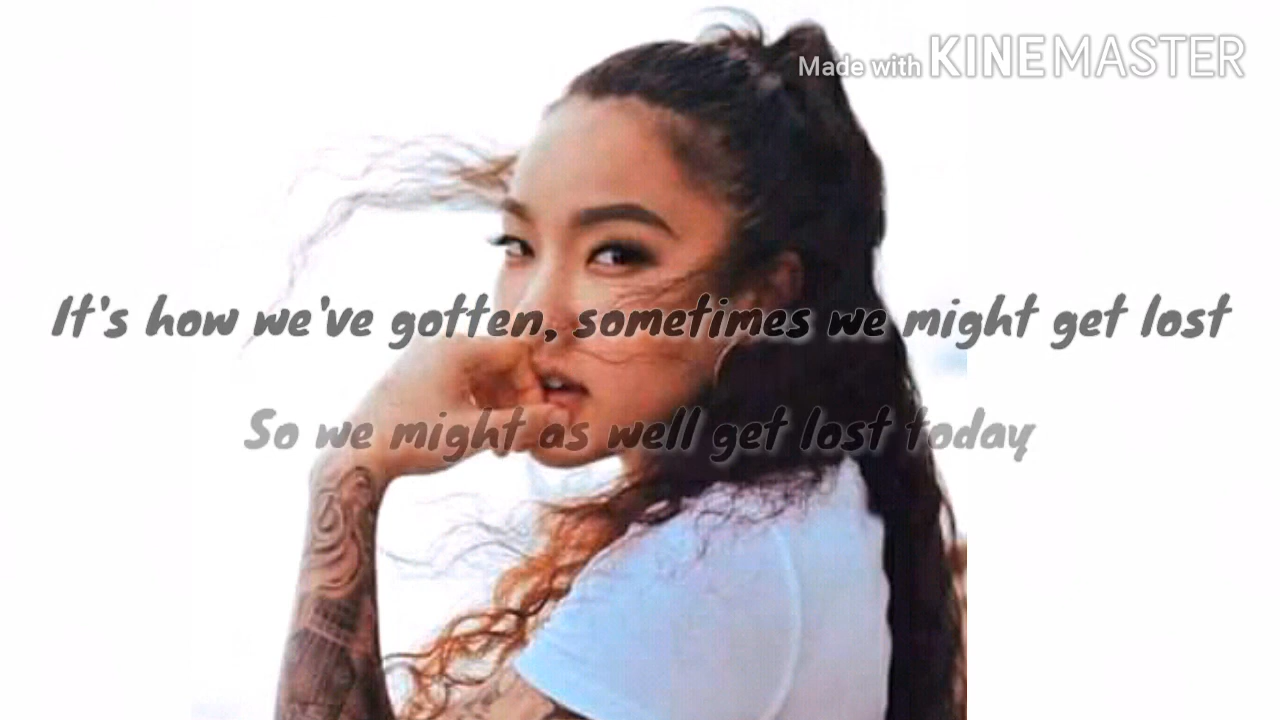 Made with KINEMASTER
It's how we've gotten, sometimes we might get lost
So we might as well get lost today